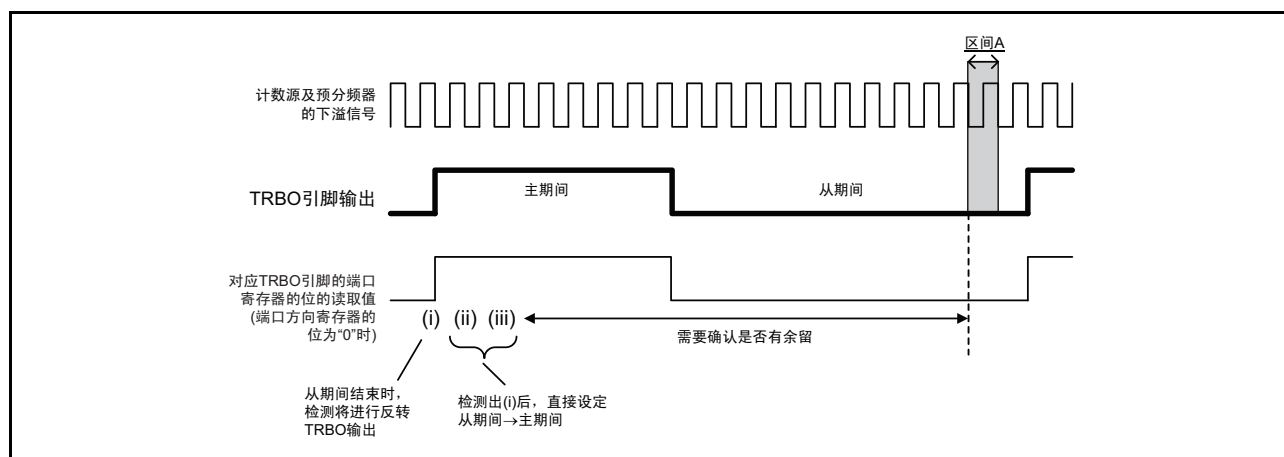 区间A
计数源及预分频器
的下溢信号
TRBO引脚输出
主期间
从期间
对应TRBO引脚的端口
寄存器的位的读取值
(端口方向寄存器的
位为“0”时)
(i) (ii) (iii)
需要确认是否有余留
从期间结束时，
检测将进行反转
TRBO输出
检测出(i)后，直接设定
从期间→主期间